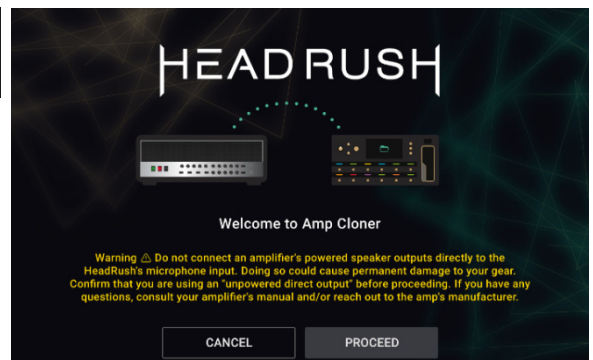 HEADRUSH
Welcome to Amp Cloner
Warning ⚠ Do not connect an amplifier's powered speaker outputs directly to the
HeadRush's microphone input. Doing so could cause permanent damage to your gear.
Confirm that you are using an "unpowered direct output" before proceeding. If you have any
questions, consult your amplifier's manual and/or reach out to the amp's manufacturer.
CANCEL PROCEED